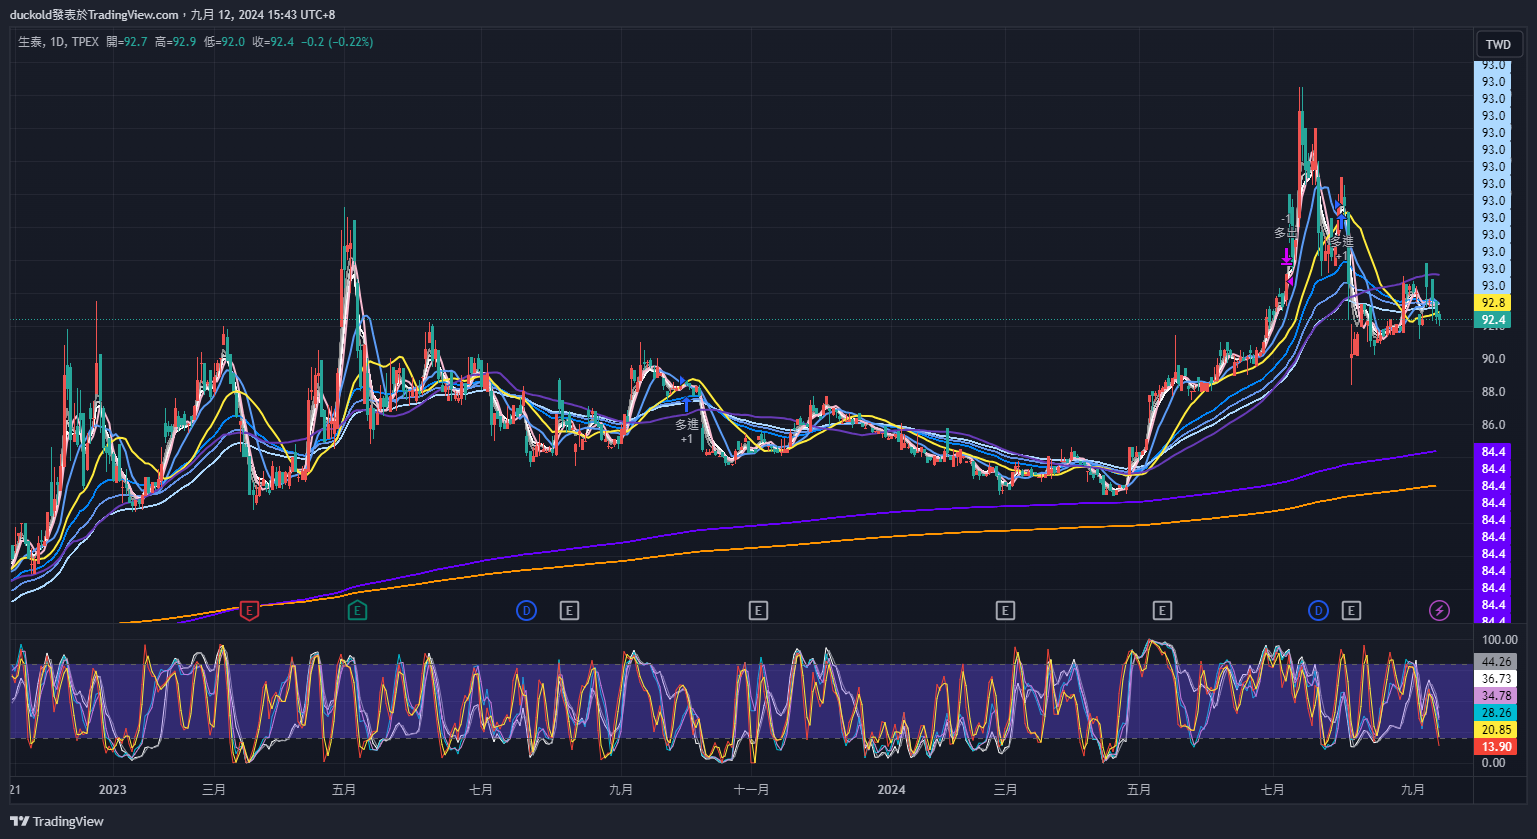 duckold發表於TradingView.com，九月 12, 2024 15:43 UTC+8
生泰, 1D, TPEX 開=92.7 高=92.9 低=92.0 收=92.4 −0.2 (−0.22%)
TWD
93.0
93.0
93.0
93.0
93.0
93.0
93.0
93.0
93.0
93.0
93.0
93.0
93.0
93.0
92.8
92.4
90.0
88.0
86.0
84.4
84.4
84.4
84.4
84.4
84.4
84.4
84.4
84.4
84.4
84.4
-1
多出
多進
+1
多進
+1
E
E
D
E
E
E
E
D
E
100.00
44.26
36.73
34.78
28.26
20.85
13.90
0.00
21 2023 三月 五月 七月 九月 十一月 2024 三月 五月 七月 九月
TradingView